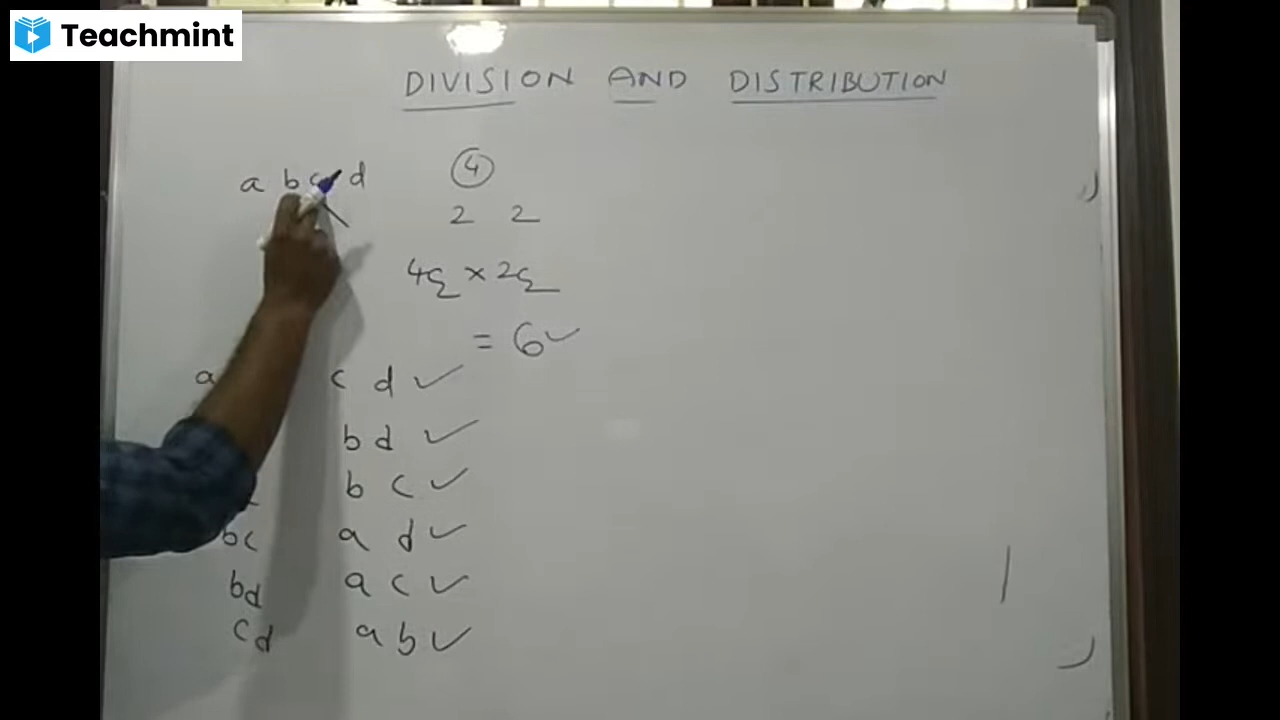 Teachmint
DIVISION AND DISTRIBUTION
a b c d
4
2 2
4C2 × 2C2
= 6 ✓
a c d ✓
b d ✓
b c ✓
bc a d ✓
bd a c ✓
cd a b ✓